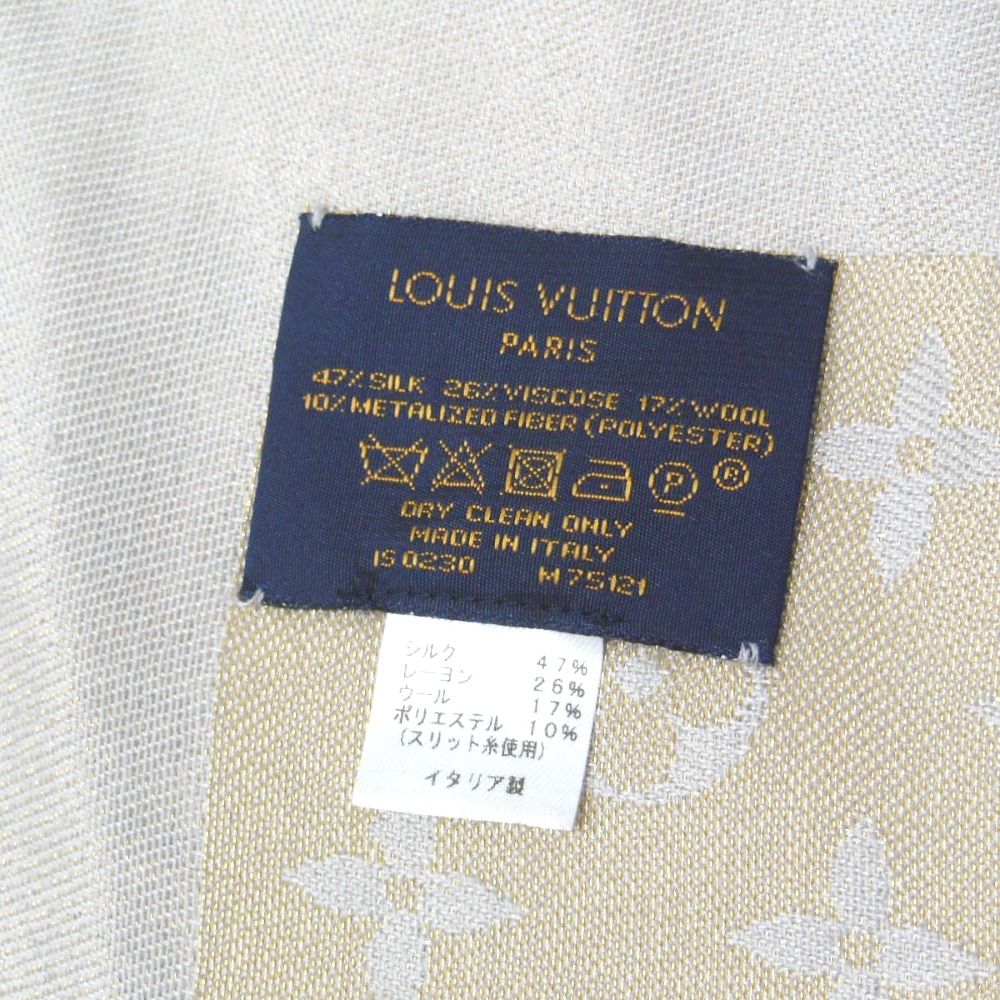 LOUIS VUITTON
PARIS
47% SILK 26% VISCOSE 17% WOOL
10% METALIZED FIBER (POLYESTER)
P ®
DRY CLEAN ONLY
MADE IN ITALY
IS 0230 M75121
シルク 47%
レーヨン 26%
ウール 17%
ポリエステル 10%
(スリット糸使用)
イタリア製